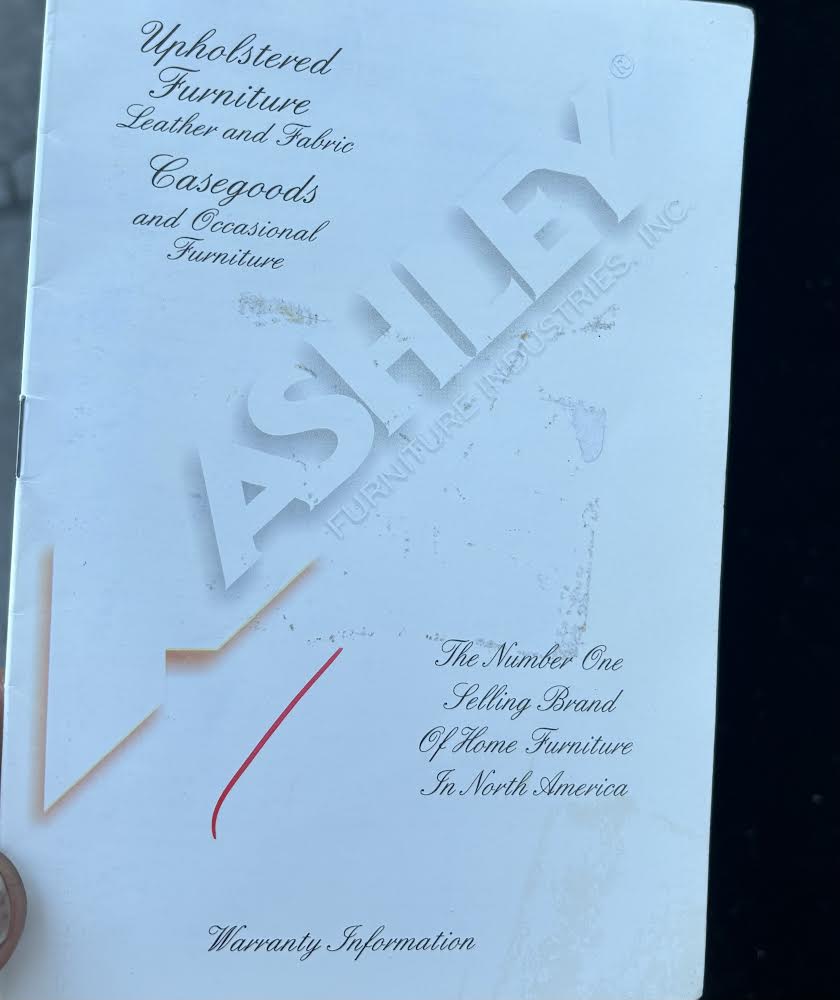 Upholstered
Furniture
Leather and Fabric
Casegoods
and Occasional
Furniture
ASHLEY®
FURNITURE INDUSTRIES, INC.
The Number One
Selling Brand
Of Home Furniture
In North America
Warranty Information